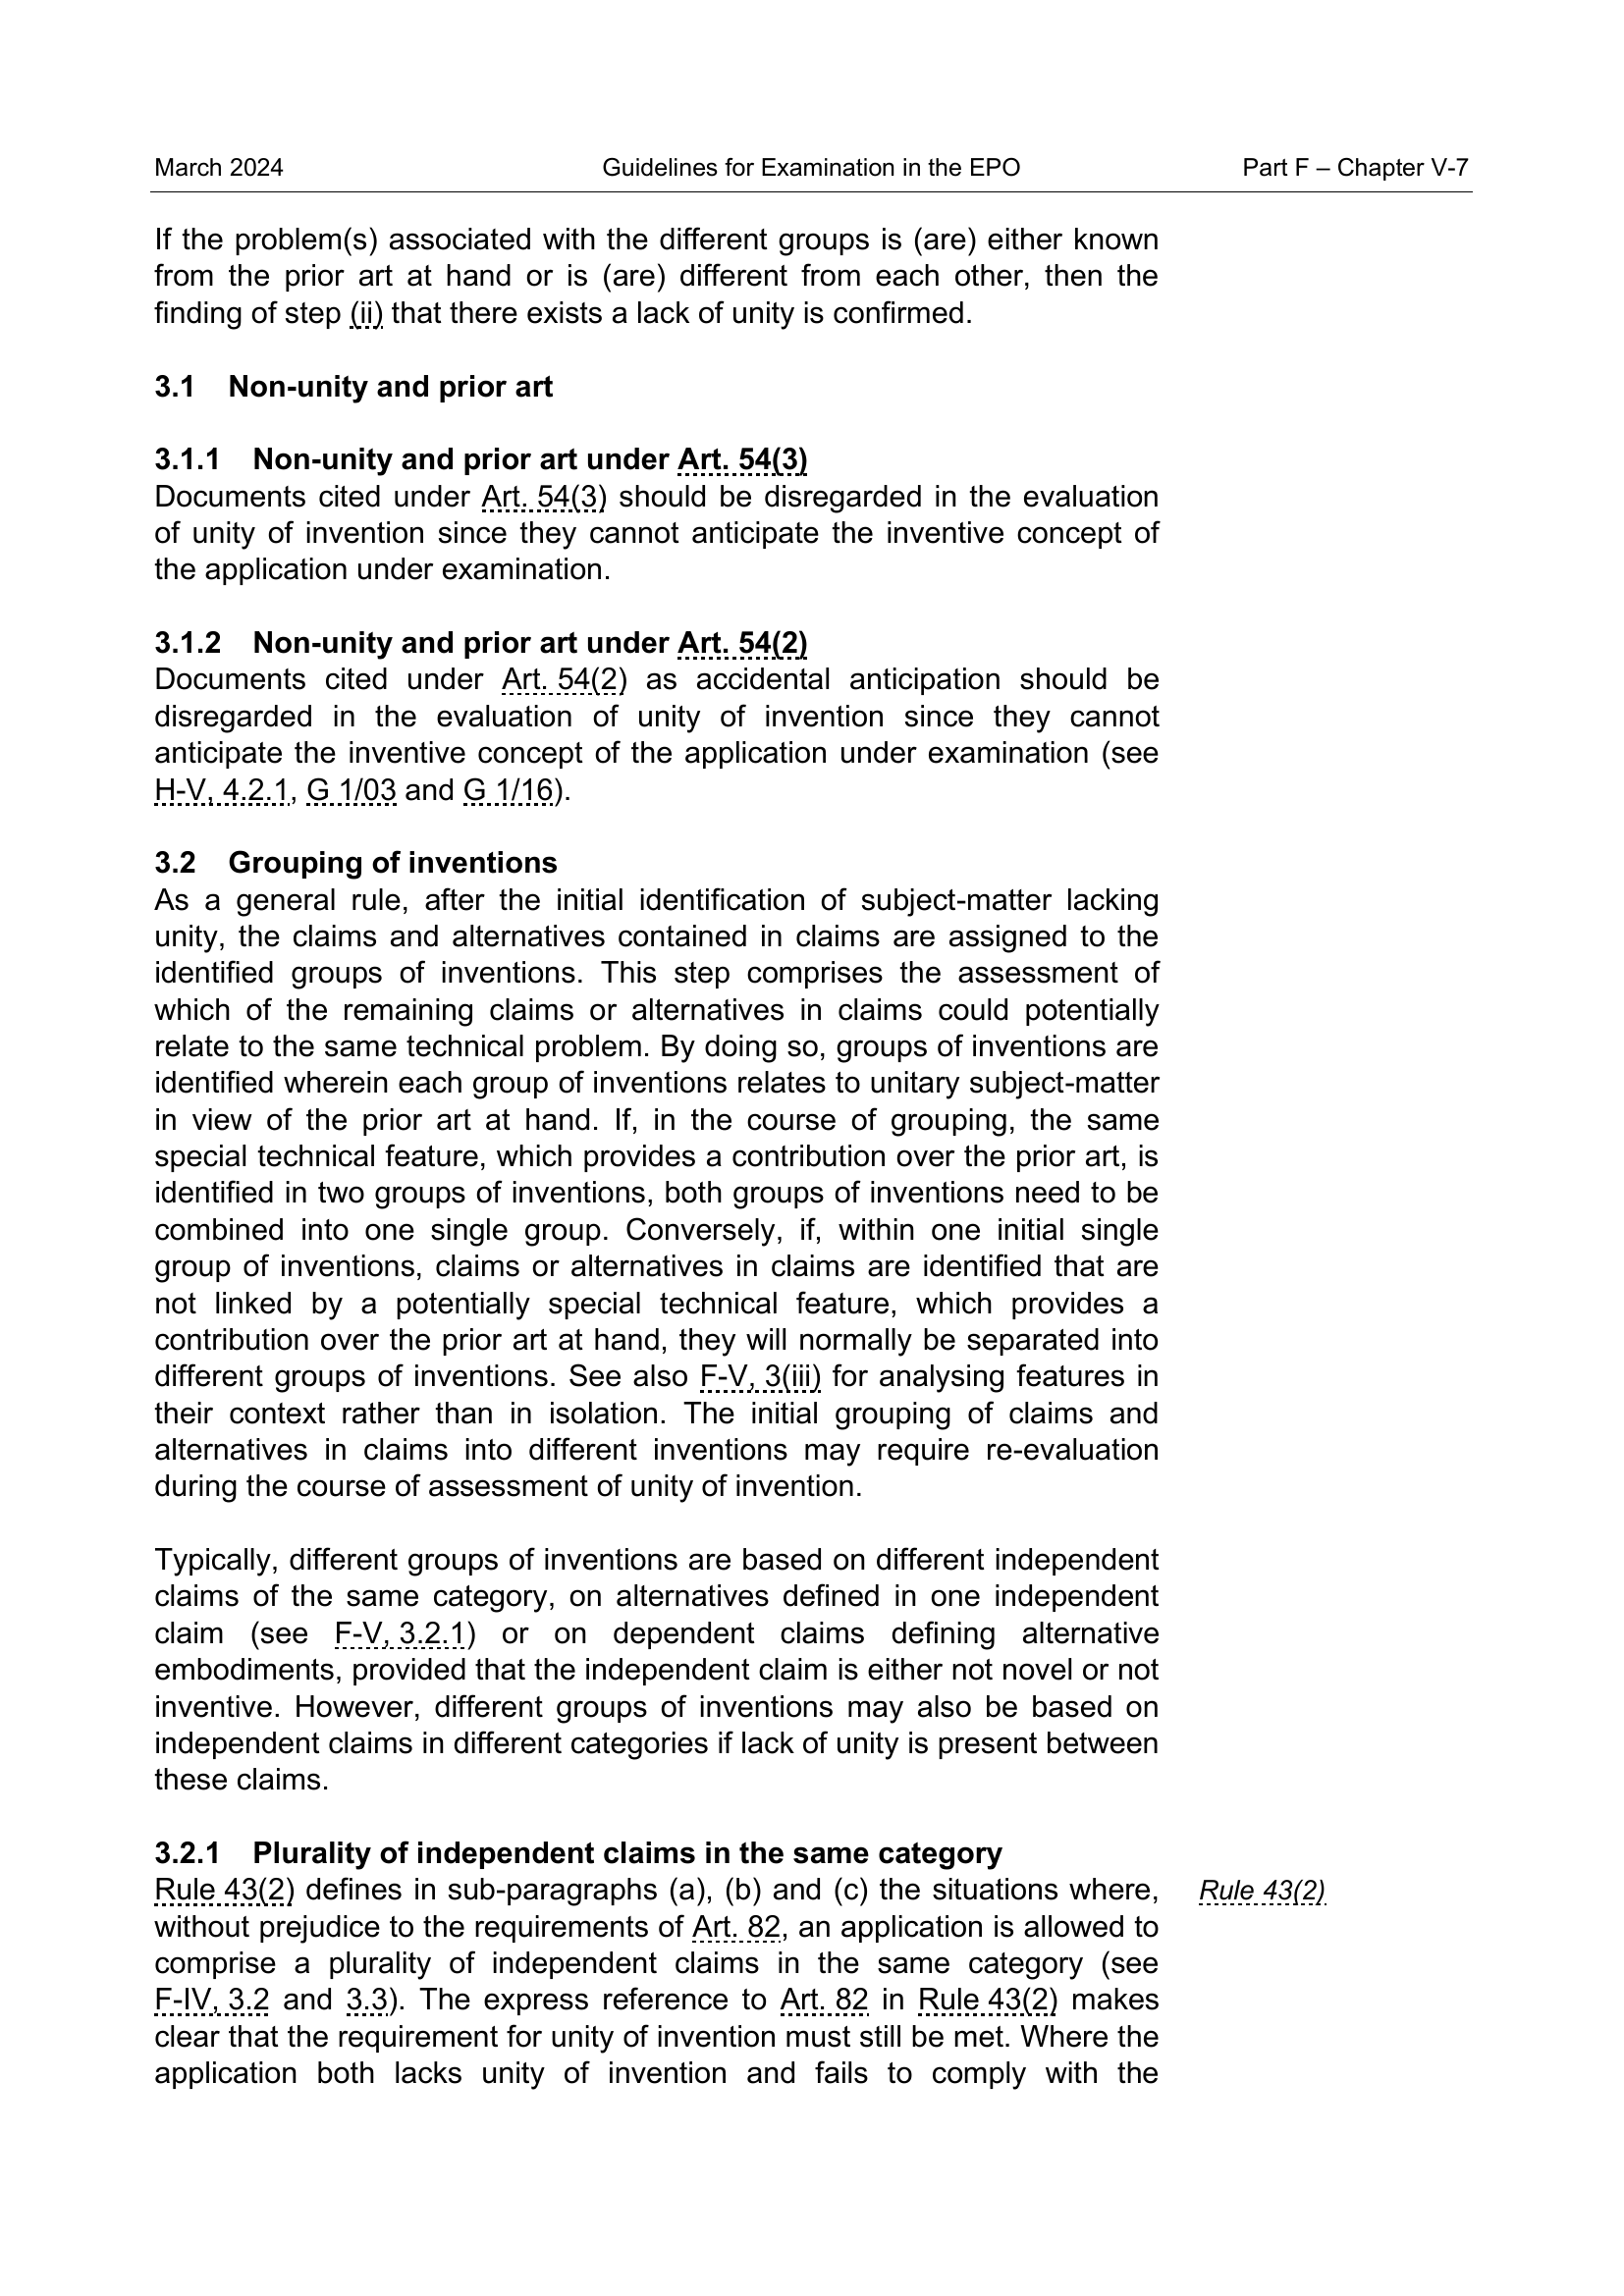 March 2024 Guidelines for Examination in the EPO Part F – Chapter V-7
If the problem(s) associated with the different groups is (are) either known
from the prior art at hand or is (are) different from each other, then the
finding of step (ii) that there exists a lack of unity is confirmed.
3.1 Non-unity and prior art
3.1.1 Non-unity and prior art under Art. 54(3)
Documents cited under Art. 54(3) should be disregarded in the evaluation
of unity of invention since they cannot anticipate the inventive concept of
the application under examination.
3.1.2 Non-unity and prior art under Art. 54(2)
Documents cited under Art. 54(2) as accidental anticipation should be
disregarded in the evaluation of unity of invention since they cannot
anticipate the inventive concept of the application under examination (see
H-V, 4.2.1, G 1/03 and G 1/16).
3.2 Grouping of inventions
As a general rule, after the initial identification of subject-matter lacking
unity, the claims and alternatives contained in claims are assigned to the
identified groups of inventions. This step comprises the assessment of
which of the remaining claims or alternatives in claims could potentially
relate to the same technical problem. By doing so, groups of inventions are
identified wherein each group of inventions relates to unitary subject-matter
in view of the prior art at hand. If, in the course of grouping, the same
special technical feature, which provides a contribution over the prior art, is
identified in two groups of inventions, both groups of inventions need to be
combined into one single group. Conversely, if, within one initial single
group of inventions, claims or alternatives in claims are identified that are
not linked by a potentially special technical feature, which provides a
contribution over the prior art at hand, they will normally be separated into
different groups of inventions. See also F-V, 3(iii) for analysing features in
their context rather than in isolation. The initial grouping of claims and
alternatives in claims into different inventions may require re-evaluation
during the course of assessment of unity of invention.
Typically, different groups of inventions are based on different independent
claims of the same category, on alternatives defined in one independent
claim (see F-V, 3.2.1) or on dependent claims defining alternative
embodiments, provided that the independent claim is either not novel or not
inventive. However, different groups of inventions may also be based on
independent claims in different categories if lack of unity is present between
these claims.
3.2.1 Plurality of independent claims in the same category
Rule 43(2) defines in sub-paragraphs (a), (b) and (c) the situations where, Rule 43(2)
without prejudice to the requirements of Art. 82, an application is allowed to
comprise a plurality of independent claims in the same category (see
F-IV, 3.2 and 3.3). The express reference to Art. 82 in Rule 43(2) makes
clear that the requirement for unity of invention must still be met. Where the
application both lacks unity of invention and fails to comply with the